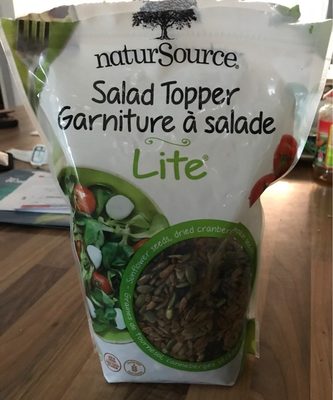 naturSource®
Salad Topper
Garniture à salade
Lite
Sunflower seeds, dried cranberries